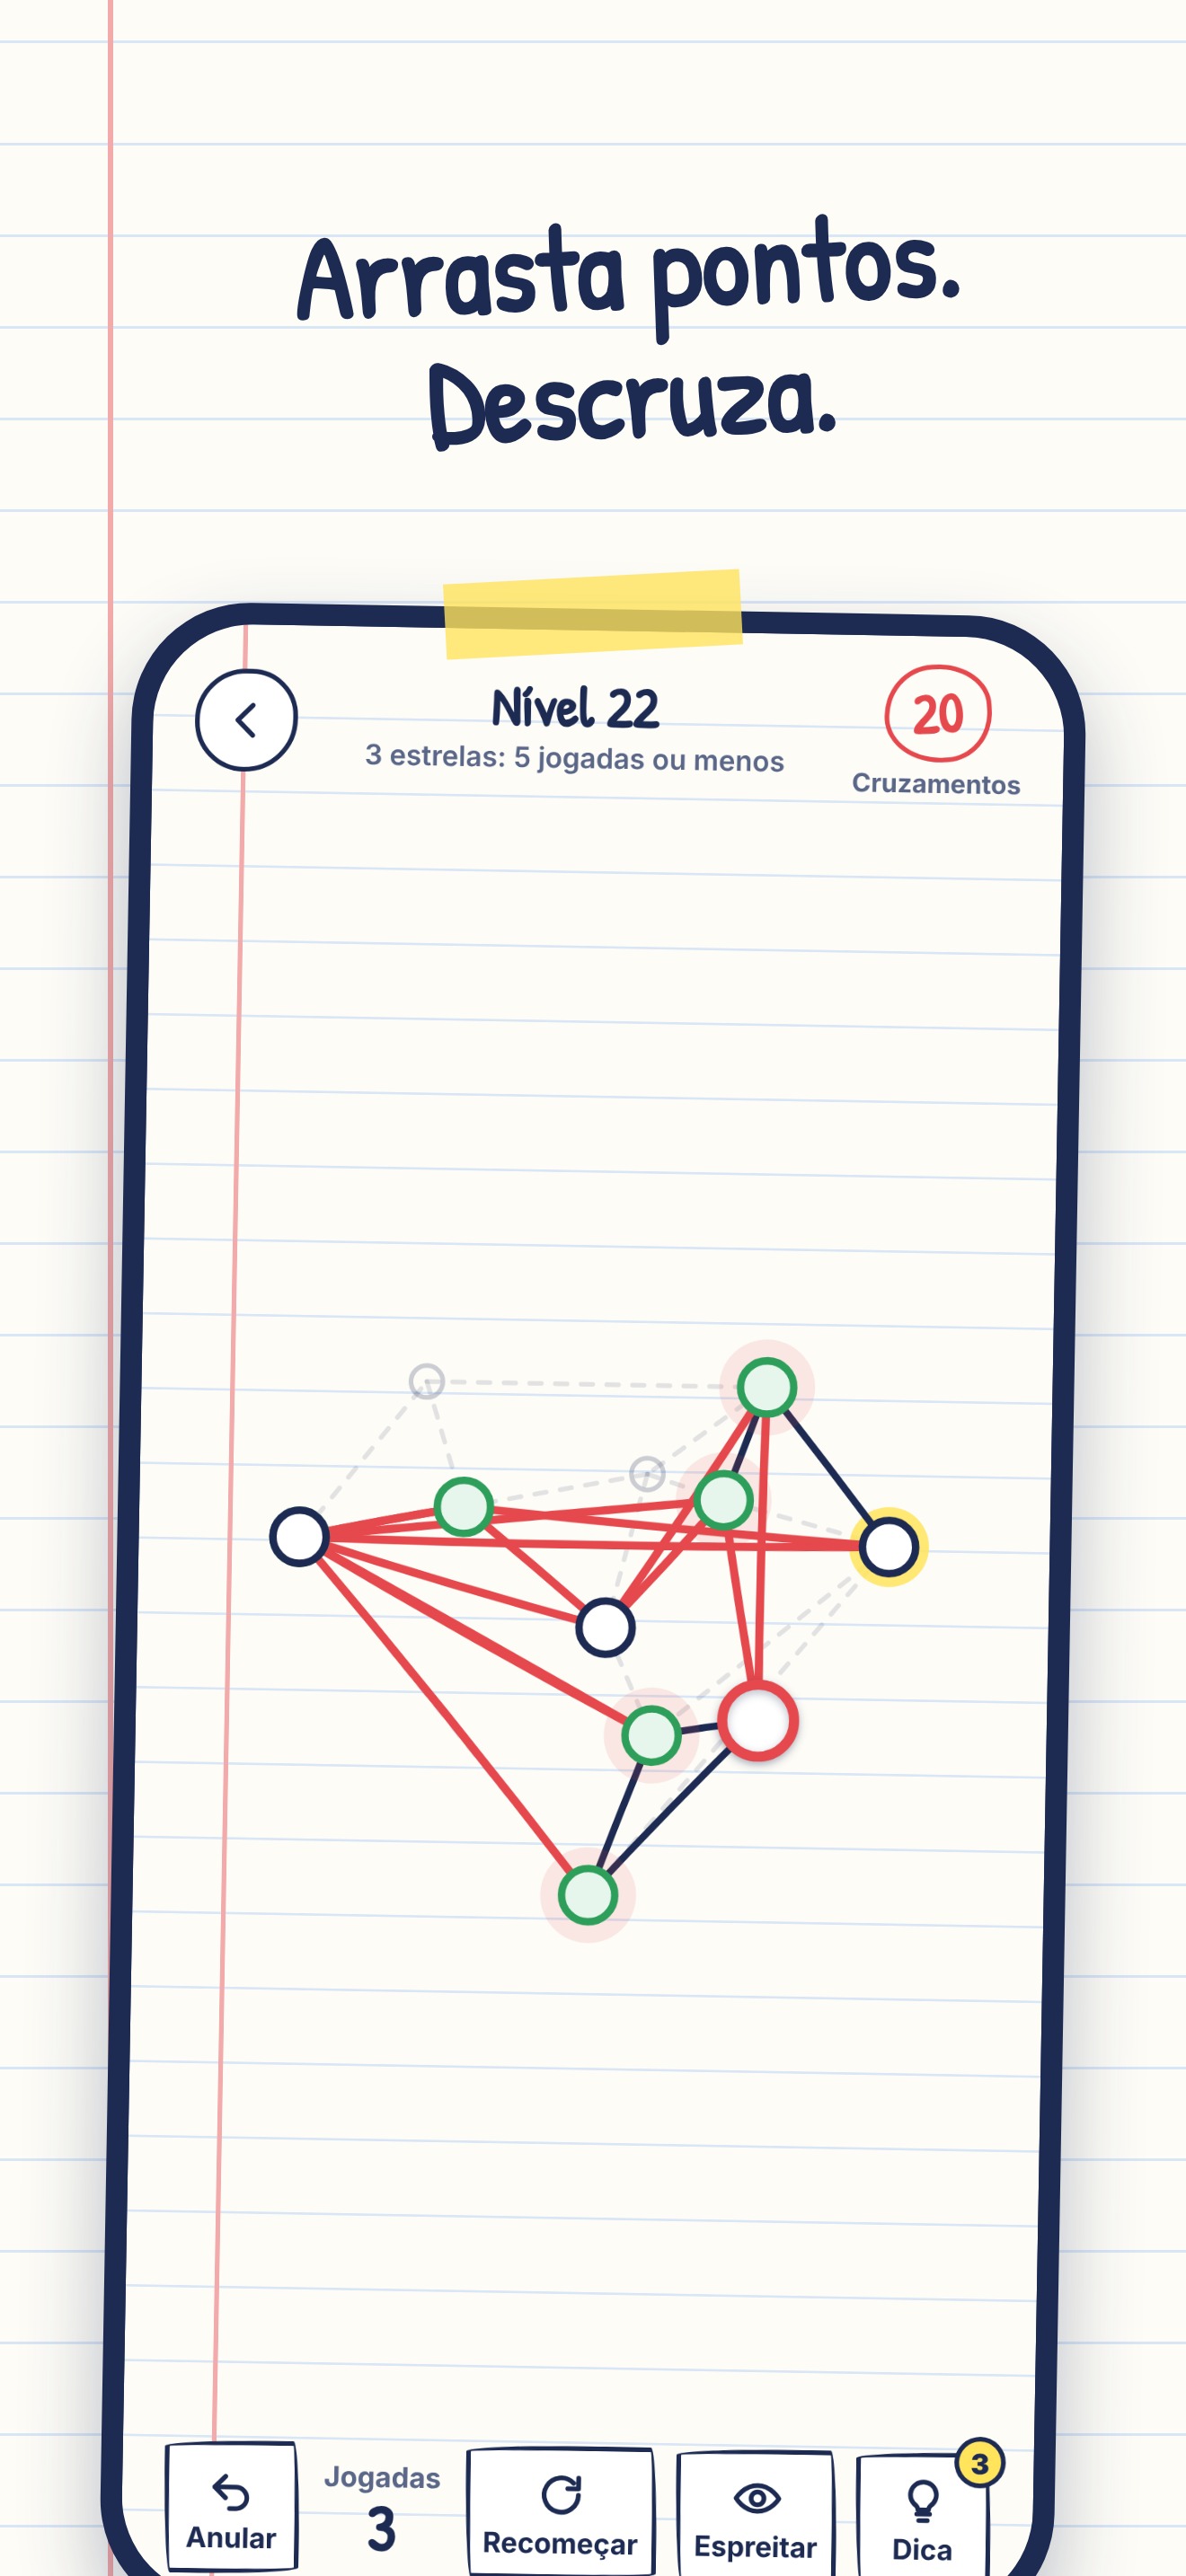 Arrasta pontos.
Descruza.
Nível 22
3 estrelas: 5 jogadas ou menos
20
Cruzamentos
Anular
Jogadas
3
Recomeçar
Espreitar
3
Dica